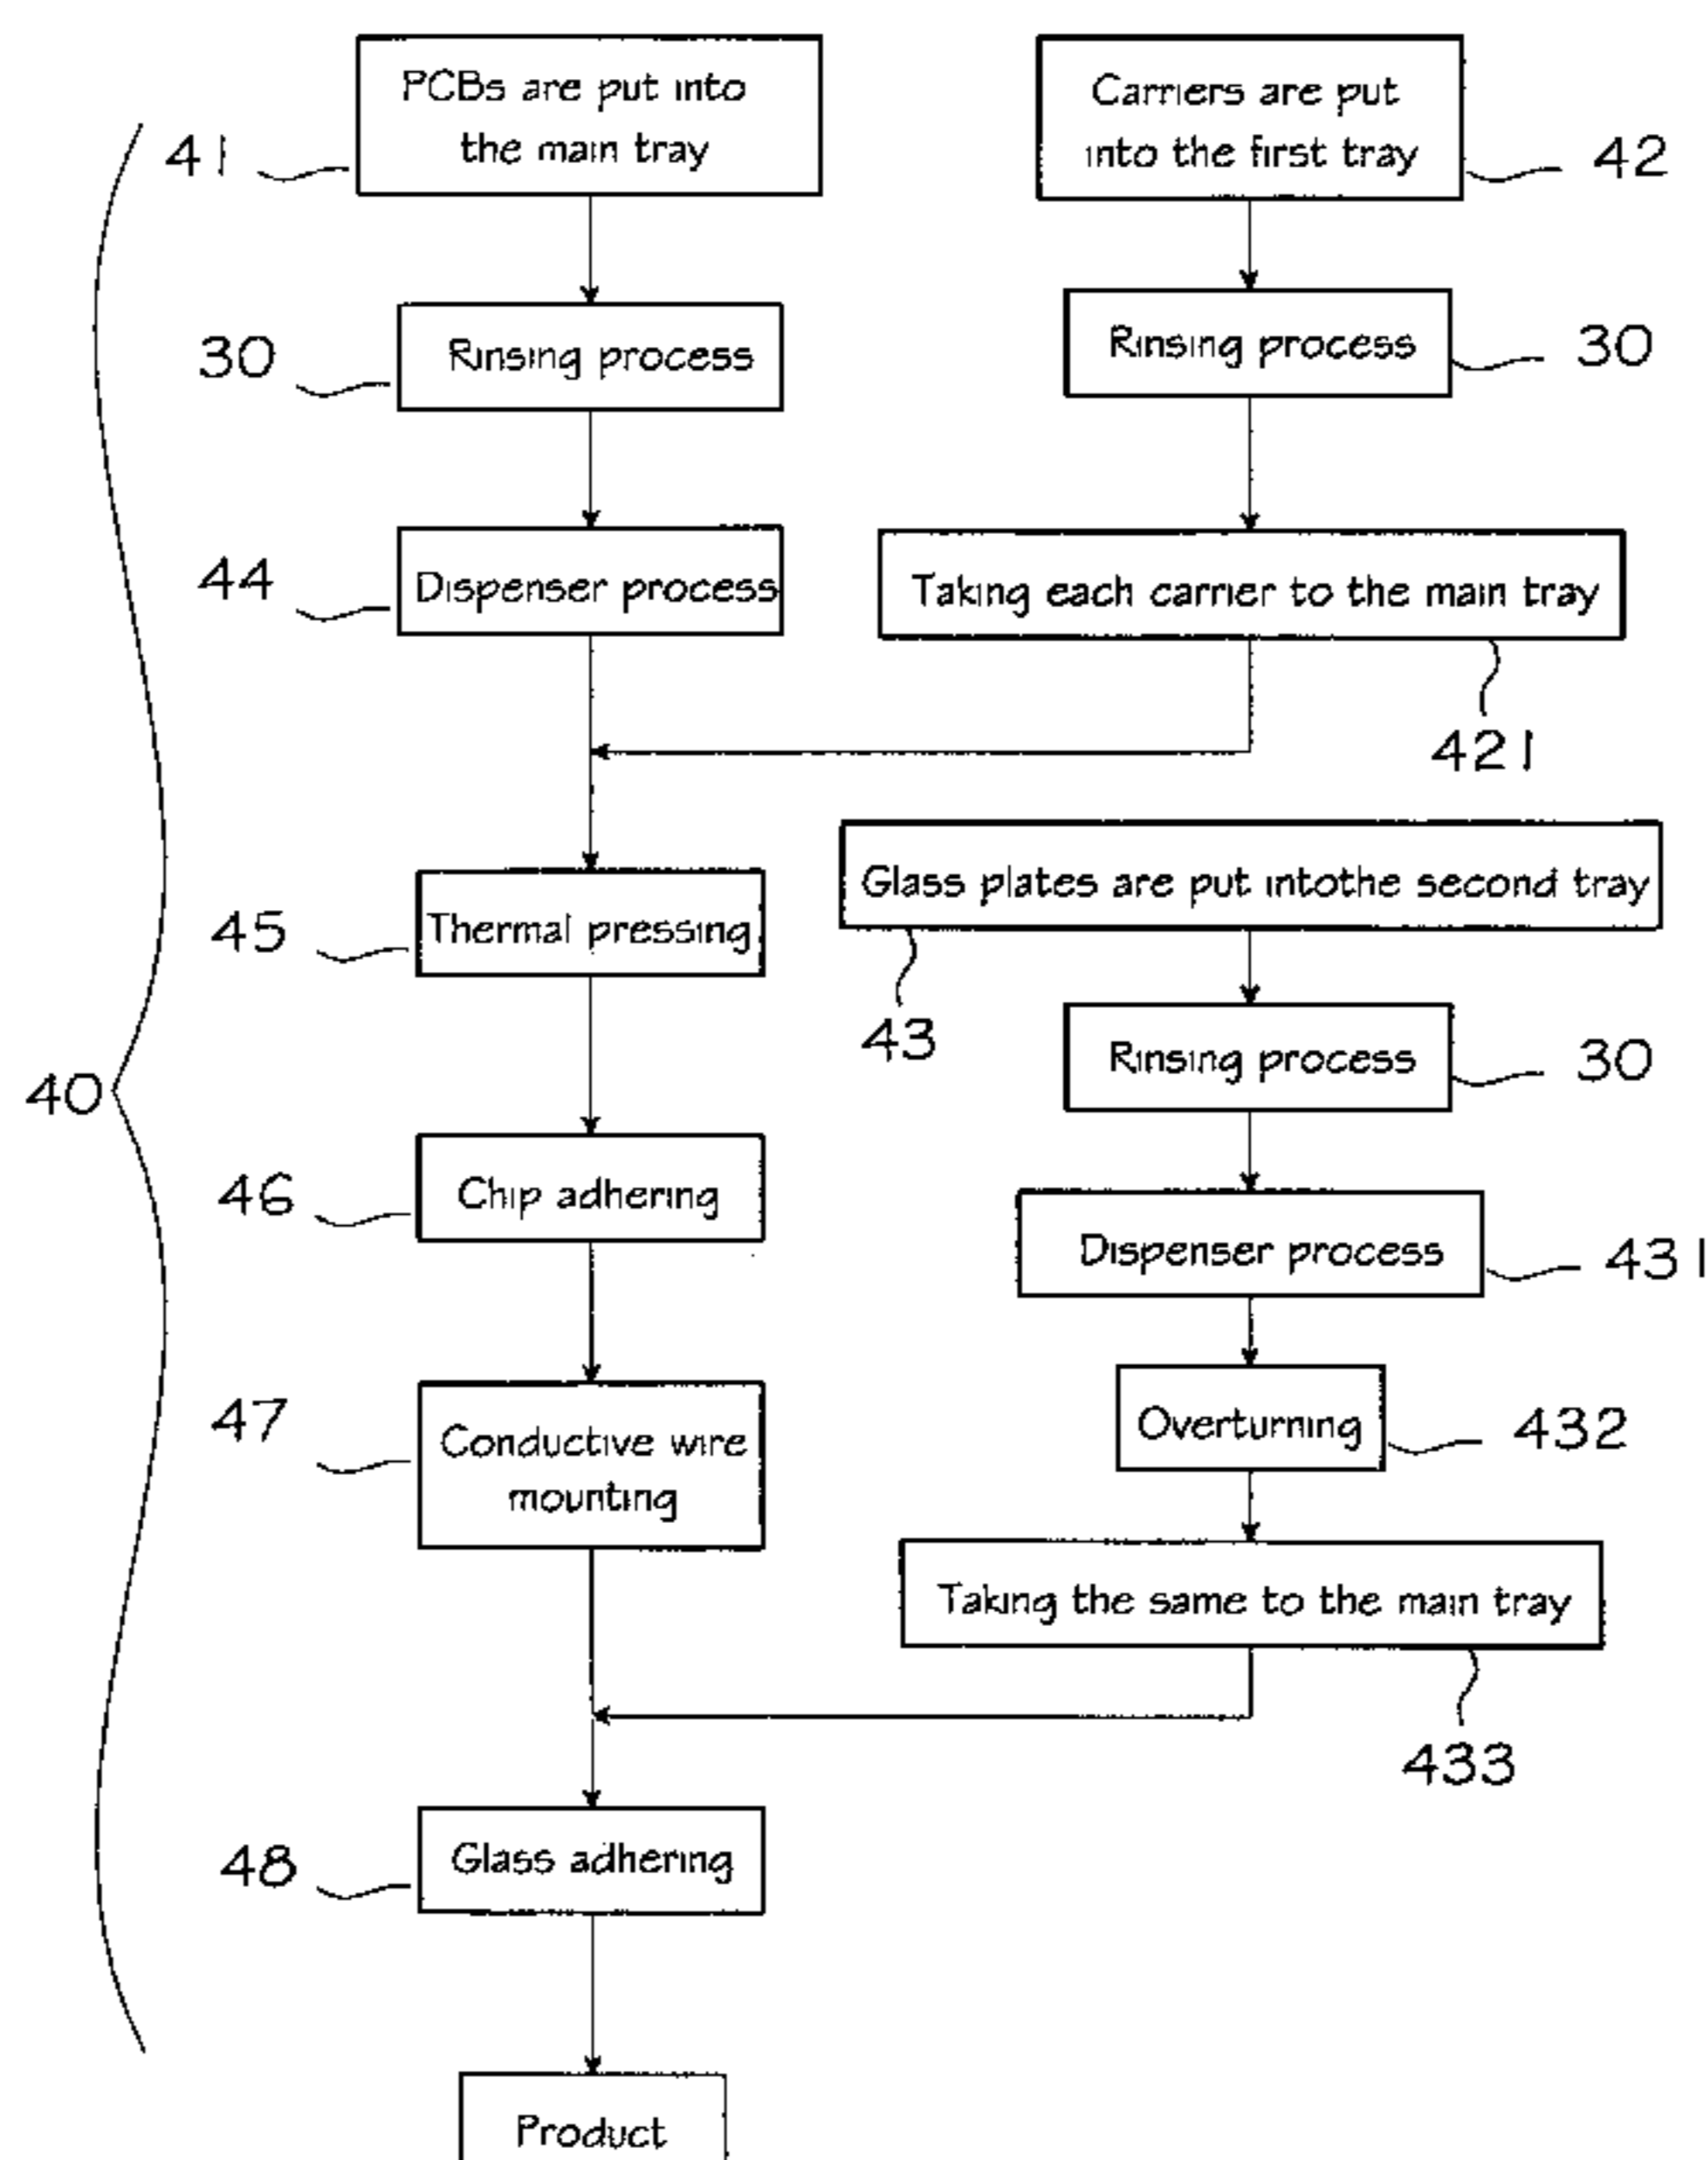 PCBs are put into
the main tray
41
Carriers are put
into the first tray
42
Rinsing process
30
Rinsing process
30
Dispenser process
44
Taking each carrier to the main tray
421
Thermal pressing
45
Glass plates are put intothe second tray
43
Rinsing process
30
40
Chip adhering
46
Dispenser process
431
Conductive wire
mounting
47
Overturning
432
Taking the same to the main tray
433
Glass adhering
48
Product